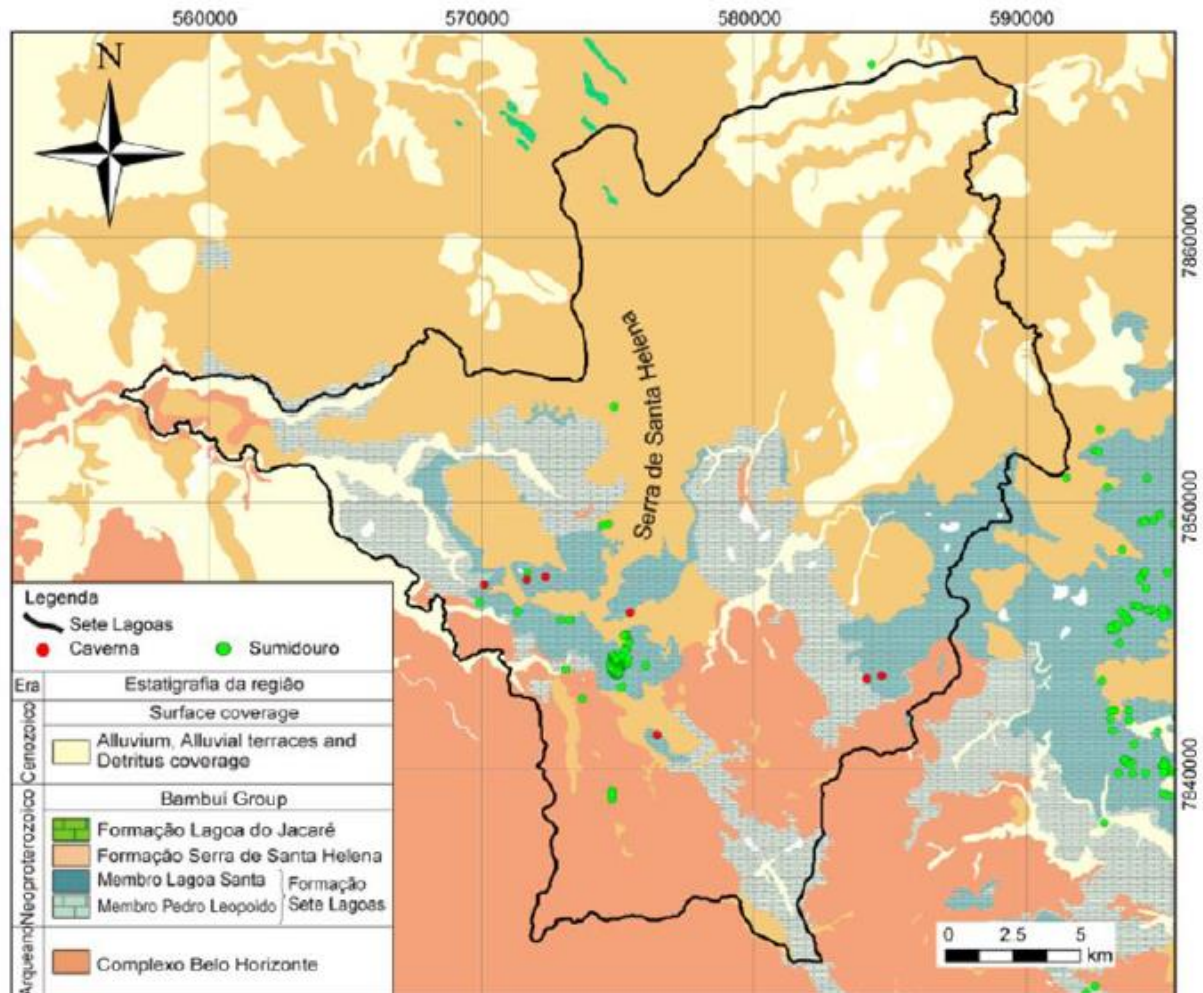 560000 570000 580000 590000
N
7860000
Serra de Santa Helena
7850000
7840000
Legenda
Sete Lagoas
Caverna Sumidouro
Era Estatigrafia da região
Cenozoico
Surface coverage
Alluvium, Alluvial terraces and
Detritus coverage
Neoproterozoico
Bambuí Group
Formação Lagoa do Jacaré
Formação Serra de Santa Helena
Membro Lagoa Santa
Membro Pedro Leopoldo
Formação
Sete Lagoas
Arqueano
Complexo Belo Horizonte
0 2.5 5
km